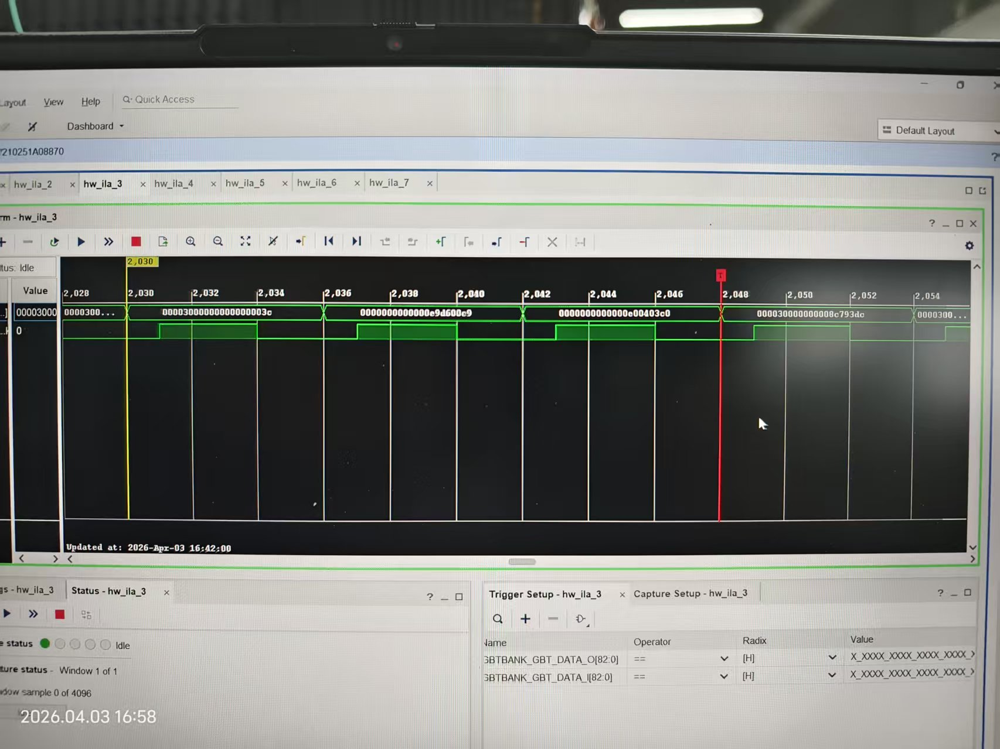 Layout View Help Quick Access
Dashboard
Default Layout
210251A08870
hw_ila_2 hw_ila_3 hw_ila_4 hw_ila_5 hw_ila_6 hw_ila_7
rm - hw_ila_3
tus: Idle
2,030
T
Value
2,028 2,030 2,032 2,034 2,036 2,038 2,040 2,042 2,044 2,046 2,048 2,050 2,052 2,054
00003000 0000300... 0000300000000000003c 0000000000000e9d600e9 0000000000000e00403c0 000030000000008c793dc 0000300...
0
Updated at: 2026-Apr-03 16:42:00
gs - hw_ila_3 Status - hw_ila_3
e status Idle
ture status - Window 1 of 1
dow sample 0 of 4096
Trigger Setup - hw_ila_3 Capture Setup - hw_ila_3
Name Operator Radix Value
GBTBANK_GBT_DATA_O[82:0] == [H] X_XXXX_XXXX_XXXX_XXXX_X
GBTBANK_GBT_DATA_I[82:0] == [H] X_XXXX_XXXX_XXXX_XXXX_X
2026.04.03 16:58